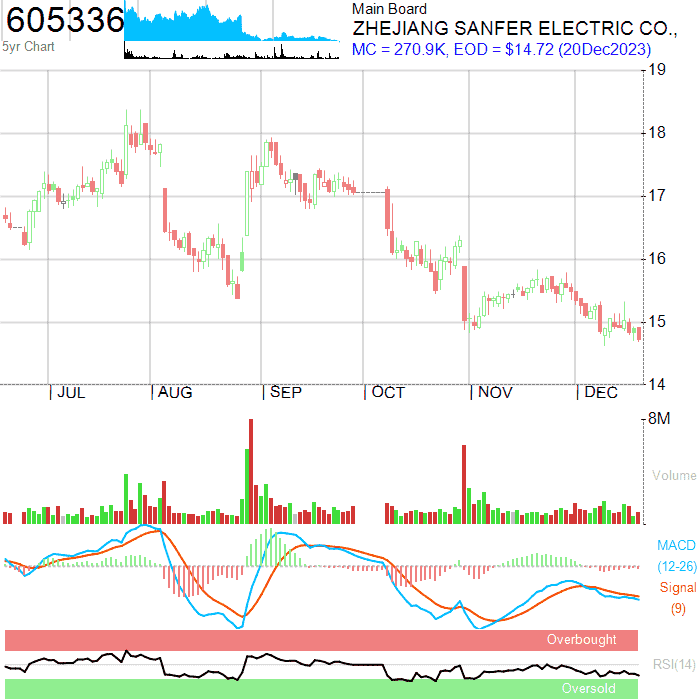 605336
5yr Chart
Main Board
ZHEJIANG SANFER ELECTRIC CO.,
MC = 270.9K, EOD = $14.72 (20Dec2023)
19
18
17
16
15
14
JUL AUG SEP OCT NOV DEC
8M
Volume
MACD
(12-26)
Signal
(9)
Overbought
RSI(14)
Oversold